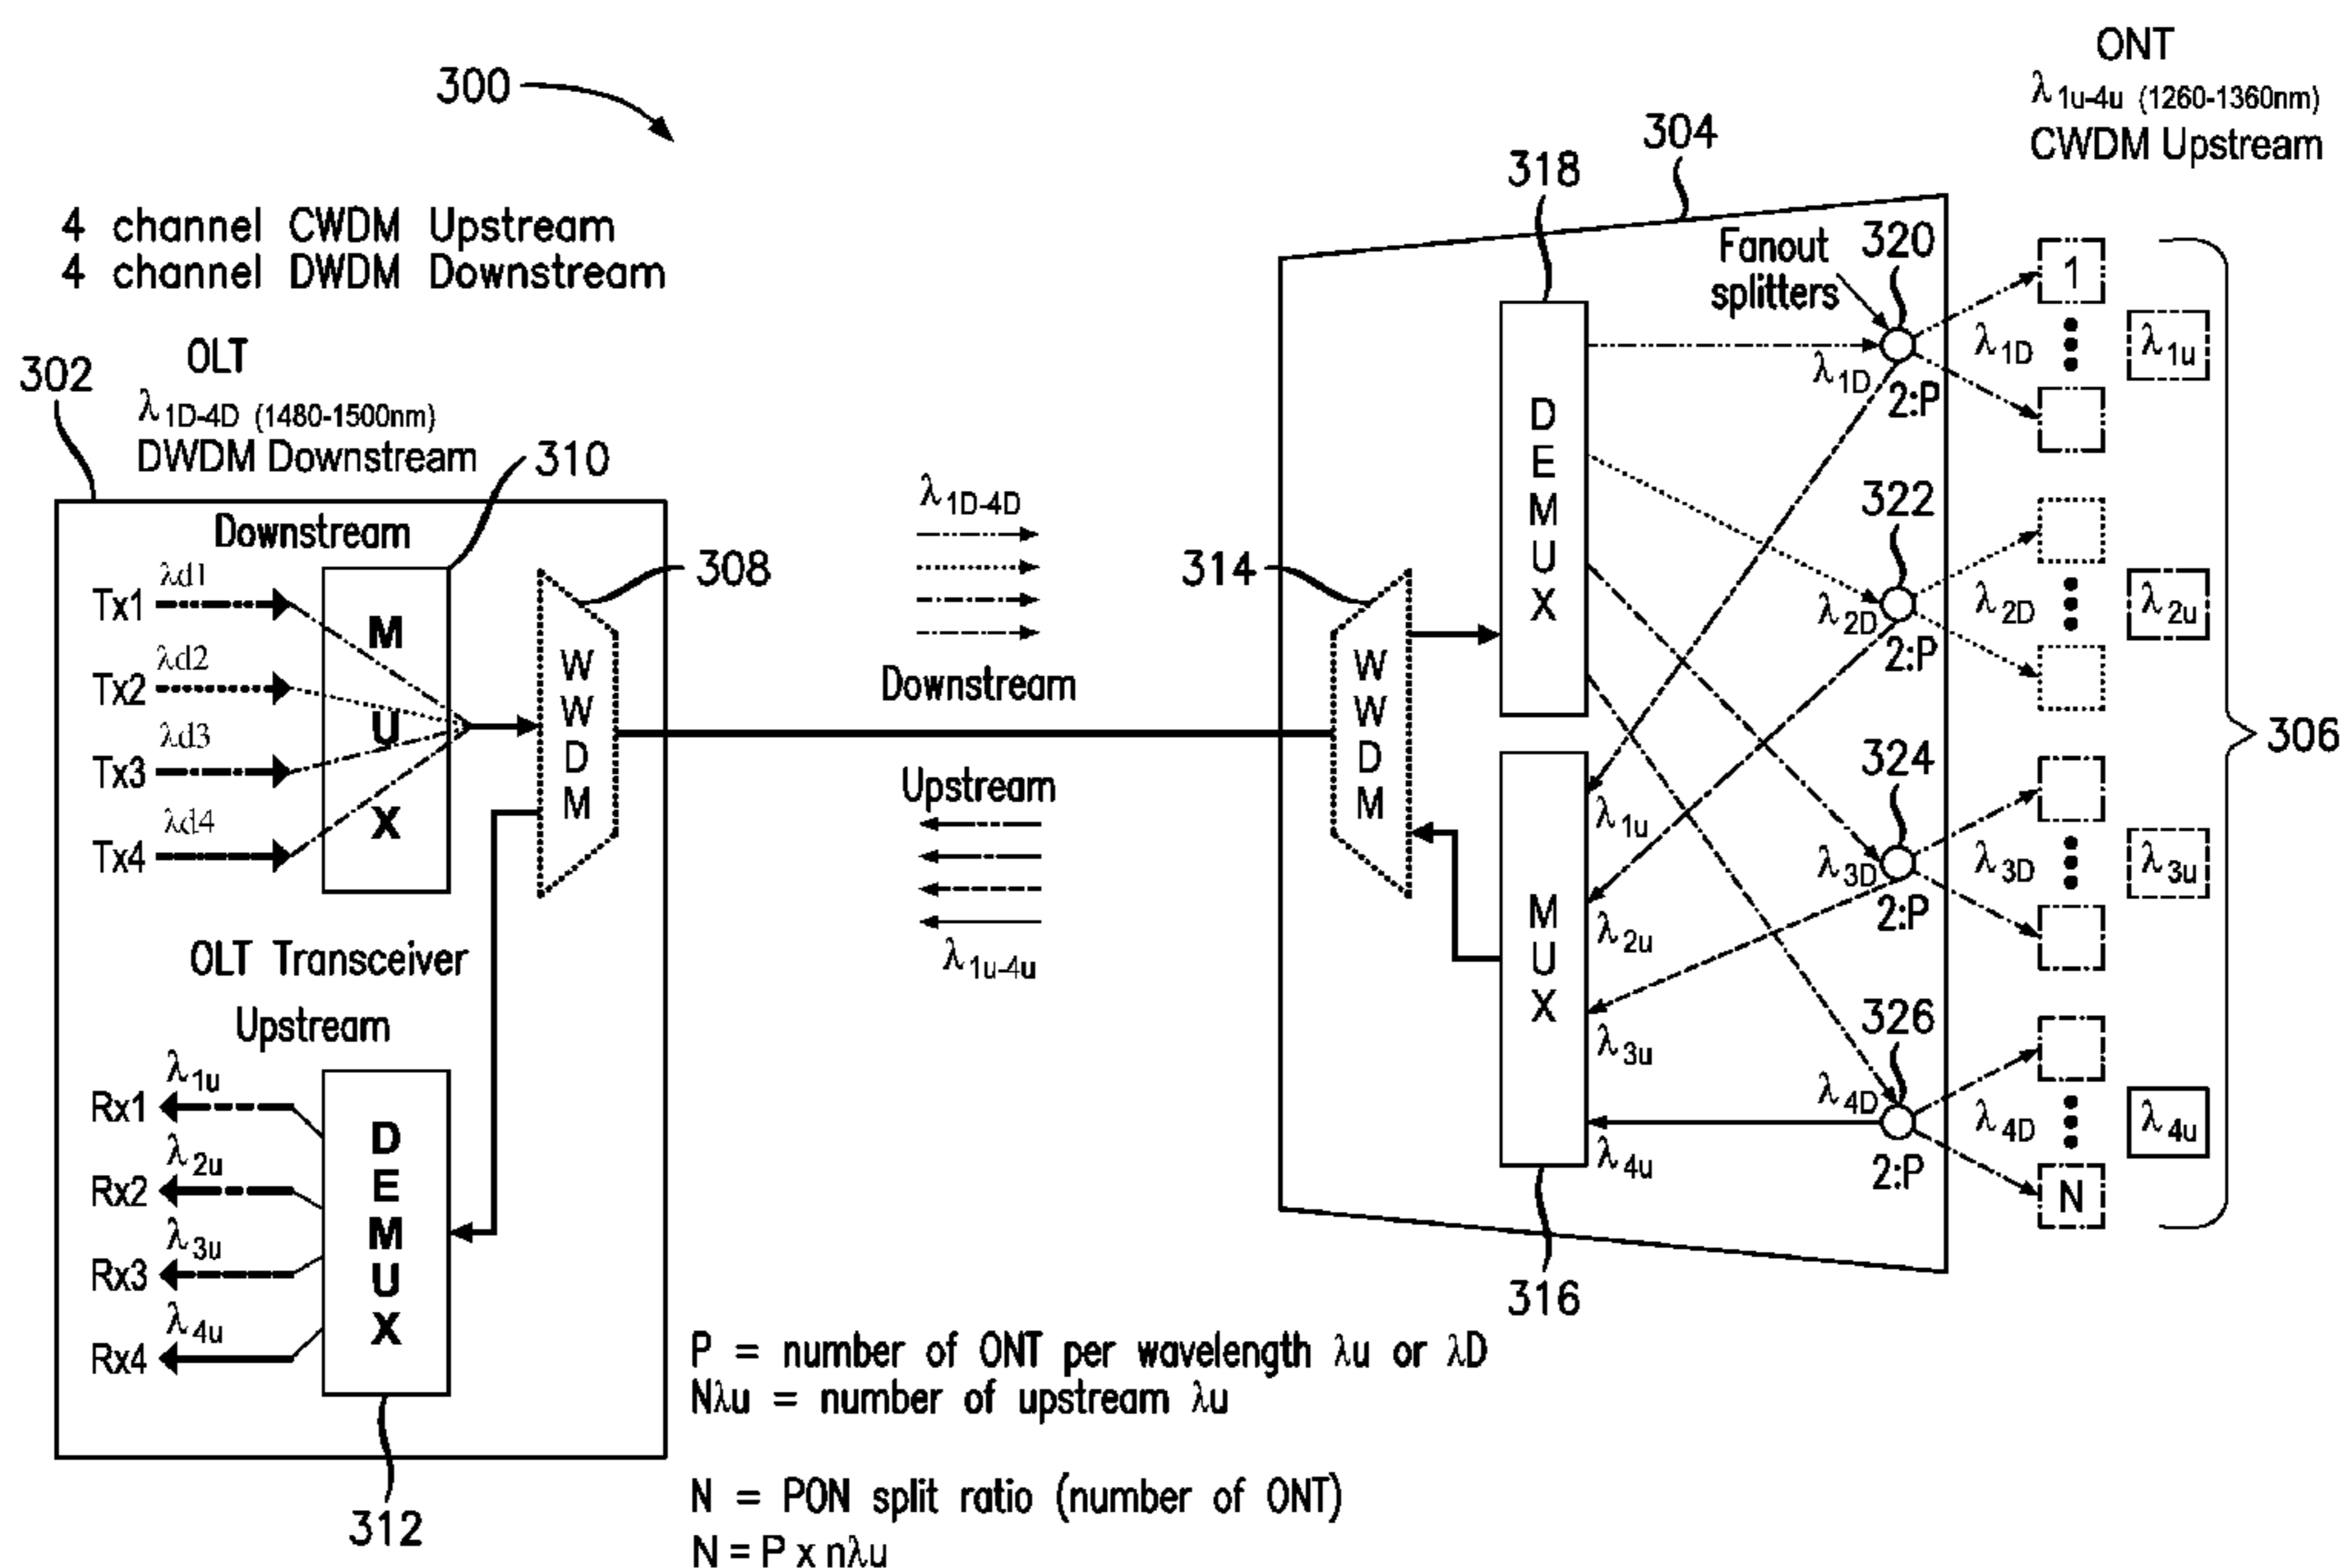 300
4 channel CWDM Upstream
4 channel DWDM Downstream
302
OLT
λ1D-4D (1480-1500nm)
DWDM Downstream
310
Downstream
Tx1
λd1
Tx2
λd2
Tx3
λd3
Tx4
λd4
M
U
X
308
W
W
D
M
OLT Transceiver
Upstream
Rx1
λ1u
Rx2
λ2u
Rx3
λ3u
Rx4
λ4u
D
E
M
U
X
312
λ1D-4D
Downstream
Upstream
λ1u-4u
304
314
W
W
D
M
318
D
E
M
U
X
M
U
X
316
λ1u
λ2u
λ3u
λ4u
Fanout
splitters
320
λ1D
2:P
322
λ2D
2:P
324
λ3D
2:P
326
λ4D
2:P
ONT
λ1u-4u (1260-1360nm)
CWDM Upstream
1
λ1D
λ1u
λ2D
λ2u
λ3D
λ3u
λ4D
λ4u
N
306
P = number of ONT per wavelength λu or λD
Nλu = number of upstream λu
N = PON split ratio (number of ONT)
N = P x nλu